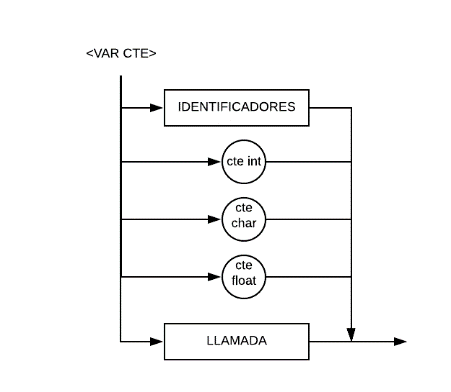 <VAR CTE>
IDENTIFICADORES
cte int
cte
char
cte
float
LLAMADA